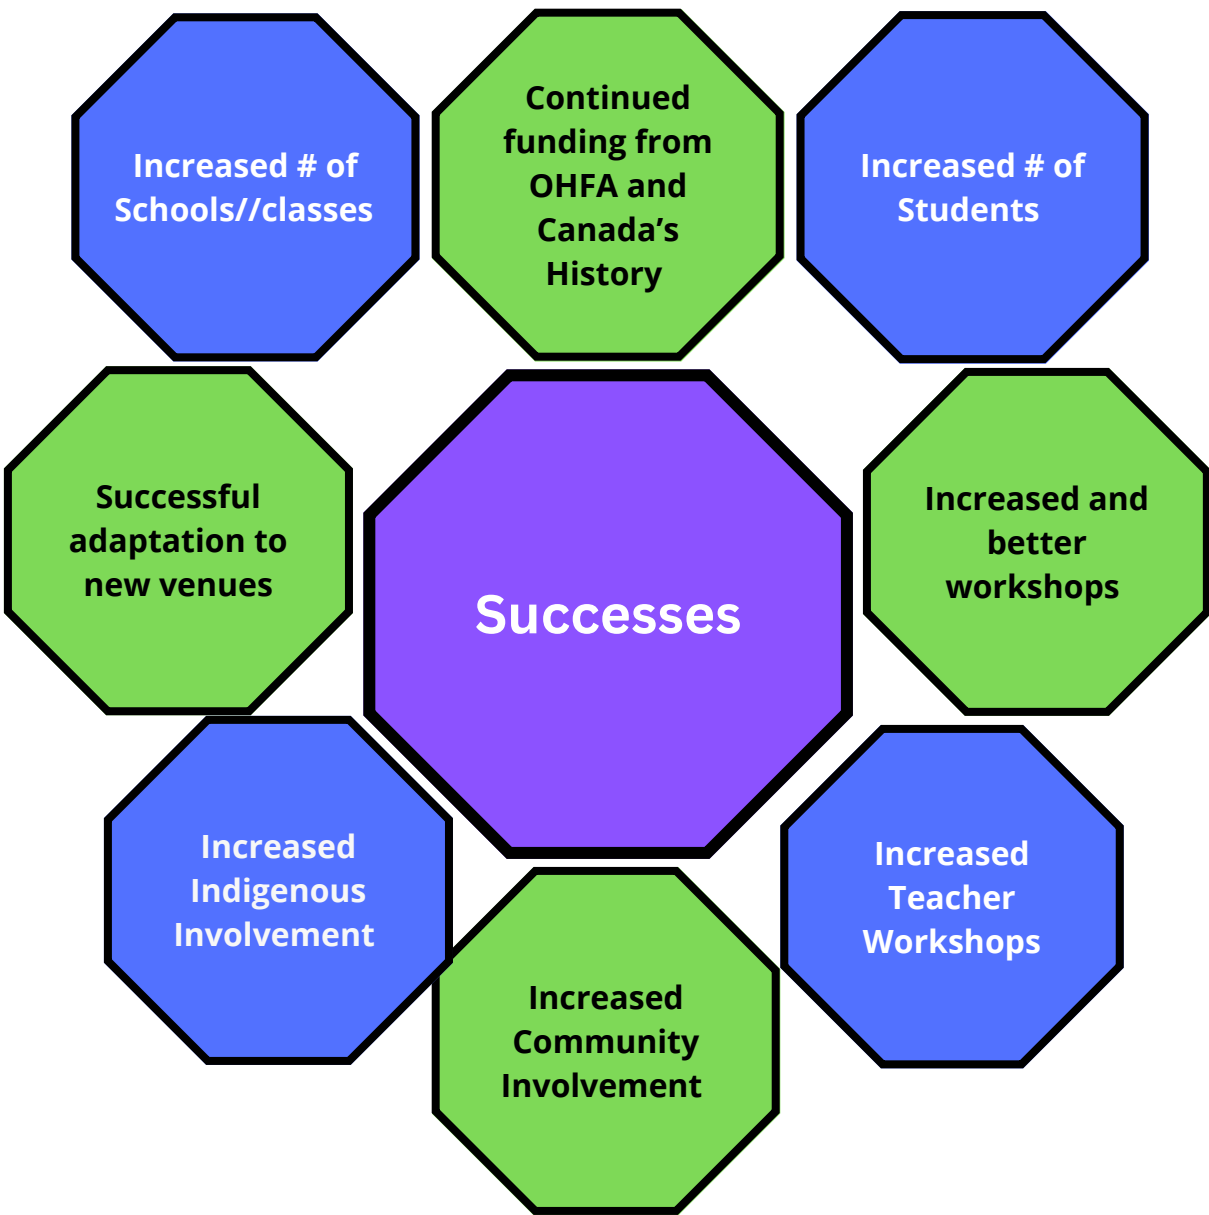 Increased # of
Schools//classes
Continued
funding from
OHFA and
Canada’s
History
Increased # of
Students
Successful
adaptation to
new venues
Successes
Increased and
better
workshops
Increased
Indigenous
Involvement
Increased
Community
Involvement
Increased
Teacher
Workshops